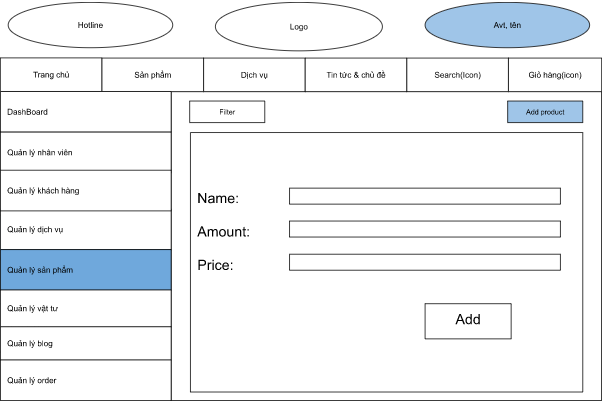 Hotline
Logo
Avt, tên
Trang chủ
Sản phẩm
Dịch vụ
Tin tức & chủ đề
Search(Icon)
Giỏ hàng(icon)
DashBoard
Filter
Add product
Quản lý nhân viên
Quản lý khách hàng
Quản lý dịch vụ
Quản lý sản phẩm
Quản lý vật tư
Quản lý blog
Quản lý order
Name:
Amount:
Price:
Add